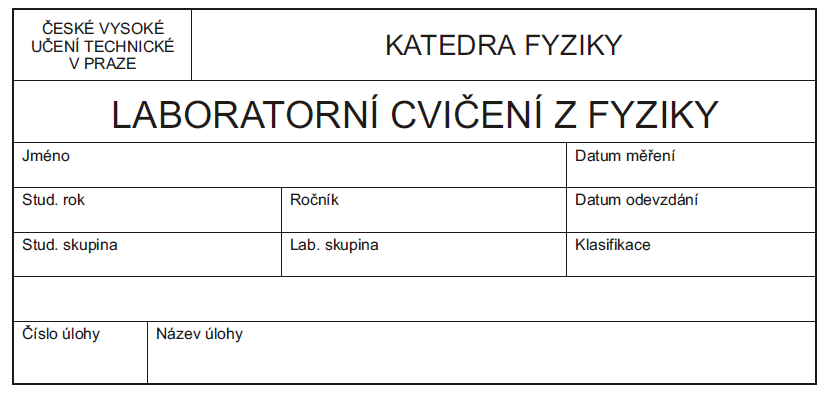 ČESKÉ VYSOKÉ
UČENÍ TECHNICKÉ
V PRAZE
KATEDRA FYZIKY
LABORATORNÍ CVIČENÍ Z FYZIKY
Jméno
Datum měření
Stud. rok
Ročník
Datum odevzdání
Stud. skupina
Lab. skupina
Klasifikace
Číslo úlohy
Název úlohy